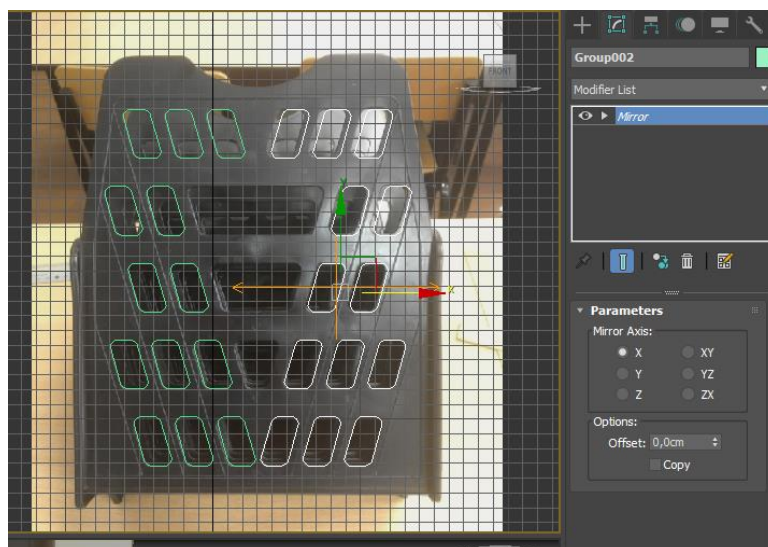 Group002
Modifier List
FRONT
Mirror
Parameters
Mirror Axis:
X XY
Y YZ
Z ZX
Options:
Offset: 0,0cm
Copy
Y
x